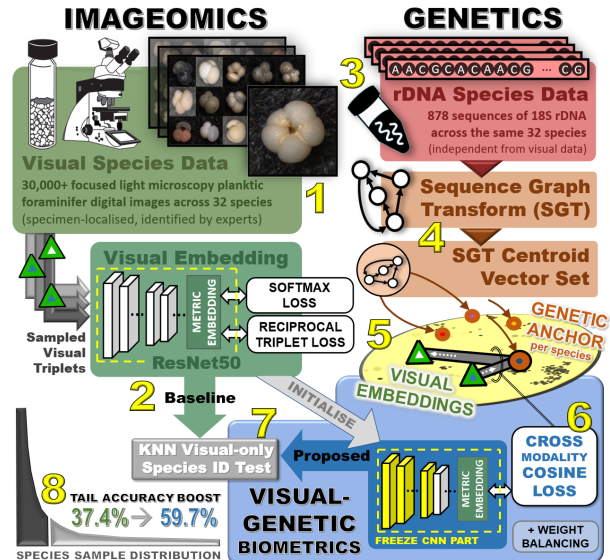 IMAGEOMICS
GENETICS
Visual Species Data
30,000+ focused light microscopy planktic
foraminifer digital images across 32 species
(specimen-localised, identified by experts)
1
3
AACGCACAACG ... CG
rDNA Species Data
878 sequences of 18S rDNA
across the same 32 species
(independent from visual data)
Sequence Graph
Transform (SGT)
4
SGT Centroid
Vector Set
Sampled
Visual
Triplets
Visual Embedding
METRIC
EMBEDDING
ResNet50
SOFTMAX
LOSS
RECIPROCAL
TRIPLET LOSS
5
GENETIC
ANCHOR
per species
VISUAL
EMBEDDINGS
2 Baseline
INITIALISE
KNN Visual-only
Species ID Test
7
Proposed
VISUAL-
GENETIC
BIOMETRICS
METRIC
EMBEDDING
FREEZE CNN PART
6
CROSS
MODALITY
COSINE
LOSS
+ WEIGHT
BALANCING
8
TAIL ACCURACY BOOST
37.4% → 59.7%
SPECIES SAMPLE DISTRIBUTION